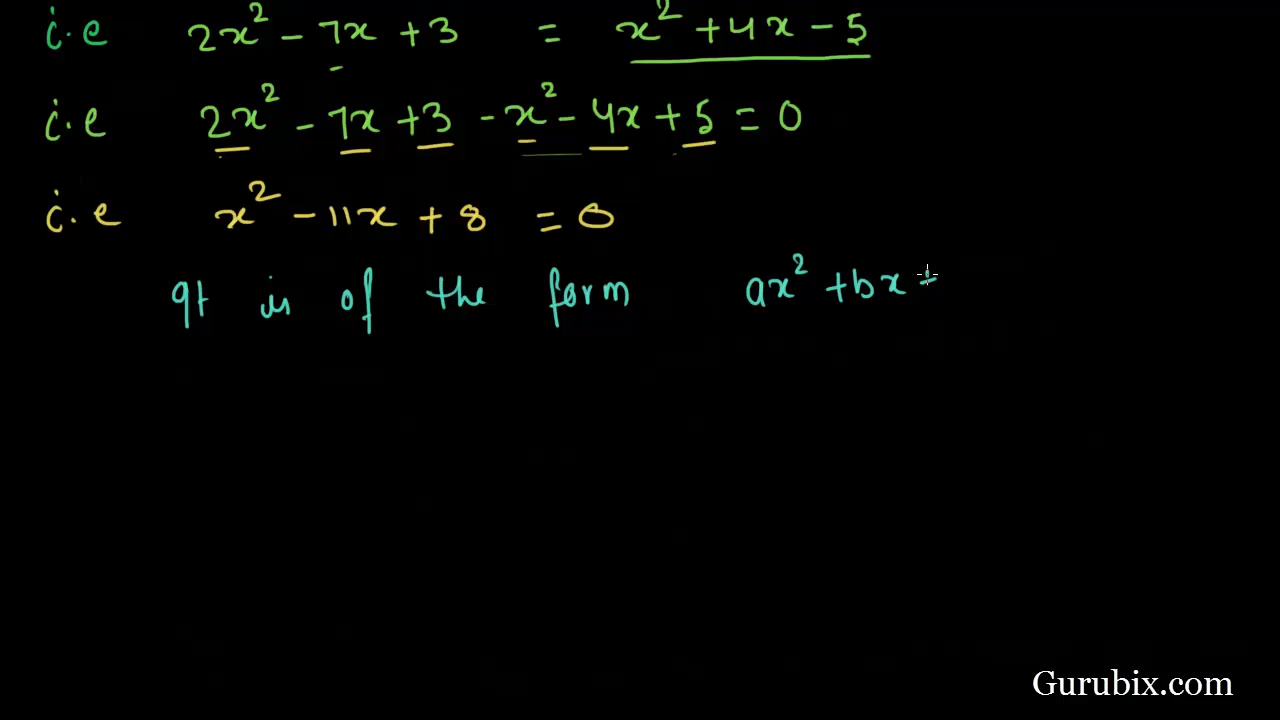 i.e 2x² - 7x + 3 = x² + 4x - 5
i.e 2x² - 7x + 3 - x² - 4x + 5 = 0
i.e x² - 11x + 8 = 0
It is of the form ax² + bx +
Gurubix.com